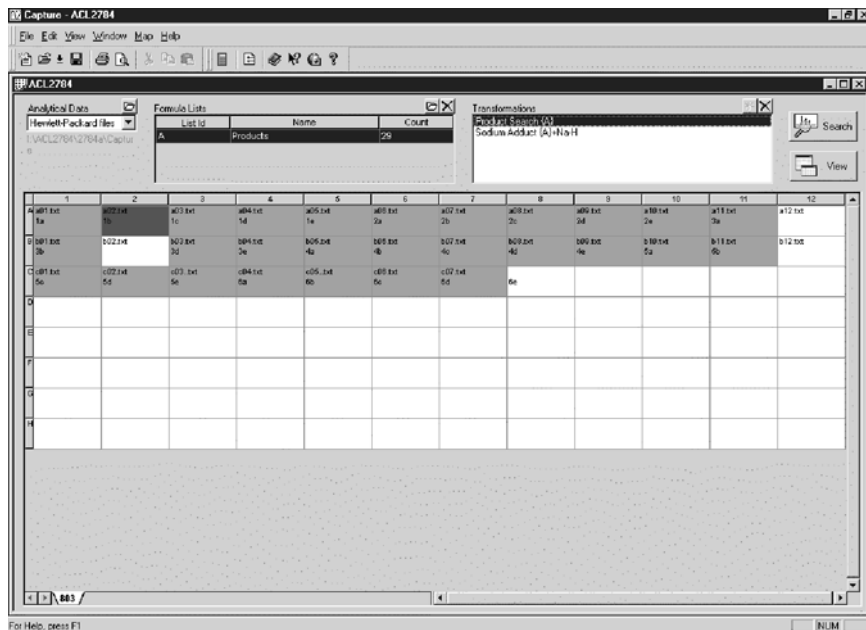 Capture - ACL2784
File Edit View Window Map Help
ACL2784
Analytical Data
Formula Lists
Transformations
Hewlett-Packard files
List Id Name Count
A Products 29
Product Search {A}
Sodium Adduct {A}+Na-H
Search
View
1 2 3 4 5 6 7 8 9 10 11 12
A a01.txt a02.txt a03.txt a04.txt a05.txt a06.txt a07.txt a08.txt a09.txt a10.txt a11.txt a12.txt
1a 1b 1c 1d 1e 2a 2b 2c 2d 2e 3a
B b01.txt b02.txt b03.txt b04.txt b05.txt b06.txt b07.txt b08.txt b09.txt b10.txt b11.txt b12.txt
3b 3d 3e 4a 4b 4c 4d 4e 5a
C c01.txt c02.txt c03..txt c04.txt c05..txt c06.txt c07.txt
5d 5e 6b 6c 6d 6e
D
E
F
G
H
803
For Help, press F1
NUM